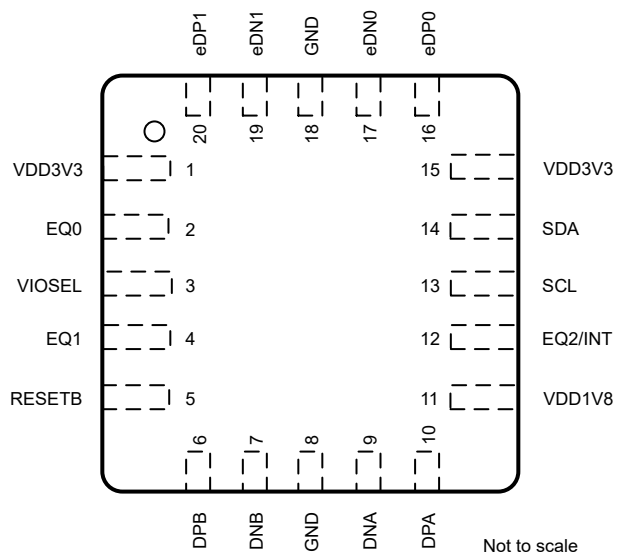 eDP1 eDN1 GND eDN0 eDP0
20 19 18 17 16
VDD3V3 1 15 VDD3V3
EQ0 2 14 SDA
VIOSEL 3 13 SCL
EQ1 4 12 EQ2/INT
RESETB 5 11 VDD1V8
6 7 8 9 10
DPB DNB GND DNA DPA
Not to scale